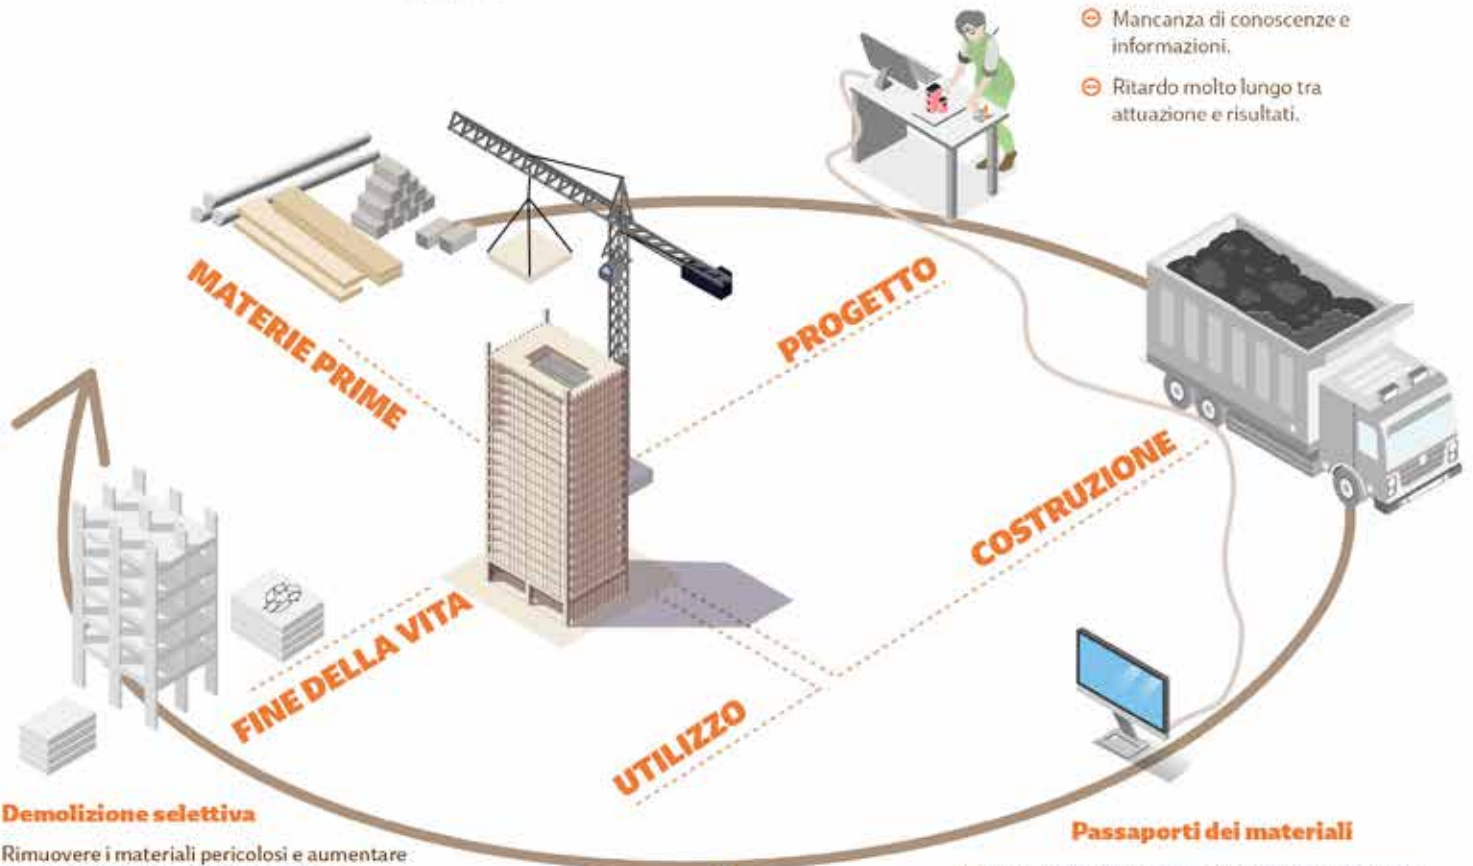 Mancanza di conoscenze e
informazioni.
Ritardo molto lungo tra
attuazione e risultati.
MATERIE PRIME
PROGETTO
COSTRUZIONE
FINE DELLA VITA
UTILIZZO
Demolizione selettiva
Rimuovere i materiali pericolosi e aumentare
Passaporti dei materiali